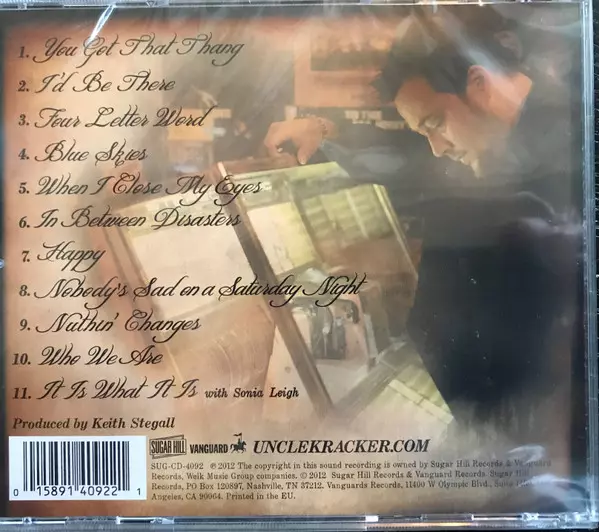 1. You Got That Thang
2. I'd Be There
3. Four Letter Word
4. Blue Skies
5. When I Close My Eyes
6. In Between Disasters
7. Happy
8. Nobody's Sad on a Saturday Night
9. Nuthin' Changes
10. Who We Are
11. It Is What It Is with Sonia Leigh
Produced by Keith Stegall
SUGAR HILL VANGUARD UNCLEKRACKER.COM
SUG-CD-4092 ℗ 2012 The copyright in this sound recording is owned by Sugar Hill Records & Vanguard
Records, Welk Music Group companies. © 2012 Sugar Hill Records & Vanguard Records. Sugar Hill
Records, PO Box 120897, Nashville, TN 37212. Vanguard Records, 11400 W Olympic Blvd.,
Angeles, CA 90064. Printed in the EU.
0 15891 40922 1